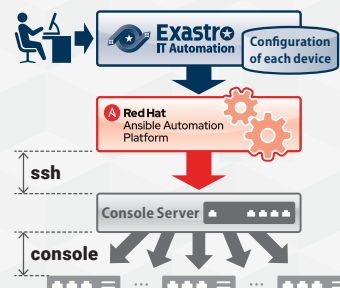 Exastro
IT Automation
Configuration
of each device
A
Red Hat
Ansible Automation
Platform
ssh
Console Server
console
... ...